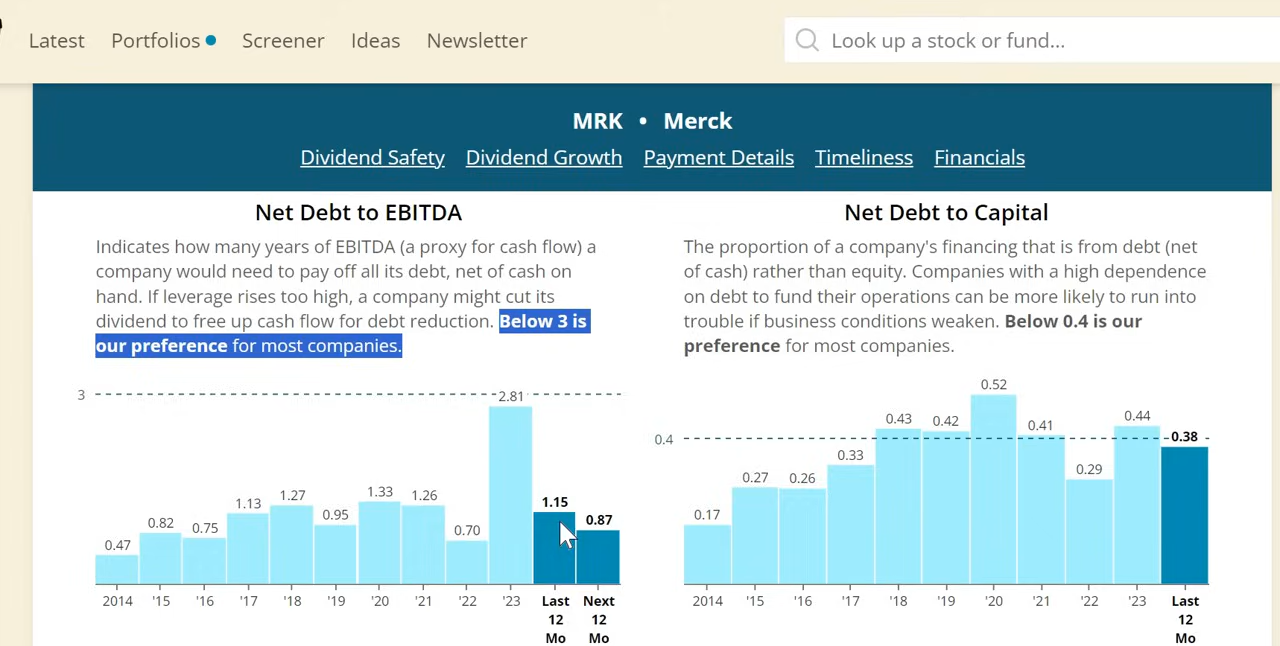 Latest Portfolios Screener Ideas Newsletter
Look up a stock or fund...
MRK • Merck
Dividend Safety Dividend Growth Payment Details Timeliness Financials
Net Debt to EBITDA
Indicates how many years of EBITDA (a proxy for cash flow) a
company would need to pay off all its debt, net of cash on
hand. If leverage rises too high, a company might cut its
dividend to free up cash flow for debt reduction. Below 3 is
our preference for most companies.
3
0.47 0.82 0.75 1.13 1.27 0.95 1.33 1.26 0.70 2.81 1.15 0.87
2014 '15 '16 '17 '18 '19 '20 '21 '22 '23 Last Next
12 12
Mo Mo
Net Debt to Capital
The proportion of a company's financing that is from debt (net
of cash) rather than equity. Companies with a high dependence
on debt to fund their operations can be more likely to run into
trouble if business conditions weaken. Below 0.4 is our
preference for most companies.
0.4
0.17 0.27 0.26 0.33 0.43 0.42 0.52 0.41 0.29 0.44 0.38
2014 '15 '16 '17 '18 '19 '20 '21 '22 '23 Last
12
Mo